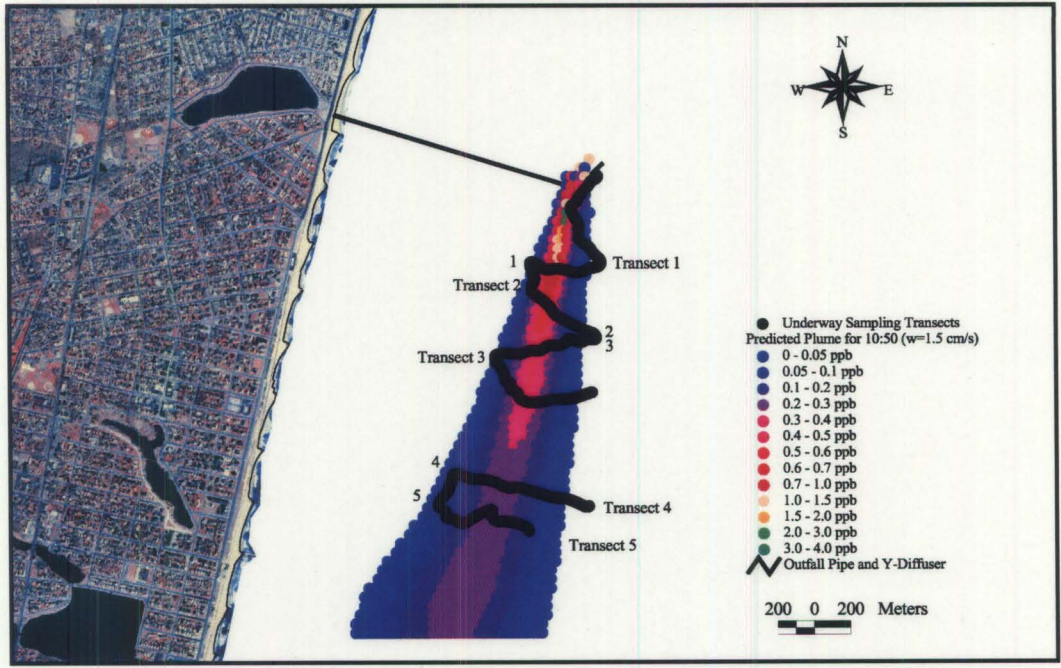 N
W E
S
1 Transect 1
Transect 2
2
3
Transect 3
4
5
Transect 4
Transect 5
Underway Sampling Transects
Predicted Plume for 10:50 (w=1.5 cm/s)
0 - 0.05 ppb
0.05 - 0.1 ppb
0.1 - 0.2 ppb
0.2 - 0.3 ppb
0.3 - 0.4 ppb
0.4 - 0.5 ppb
0.5 - 0.6 ppb
0.6 - 0.7 ppb
0.7 - 1.0 ppb
1.0 - 1.5 ppb
1.5 - 2.0 ppb
2.0 - 3.0 ppb
3.0 - 4.0 ppb
Outfall Pipe and Y-Diffuser
200 0 200 Meters